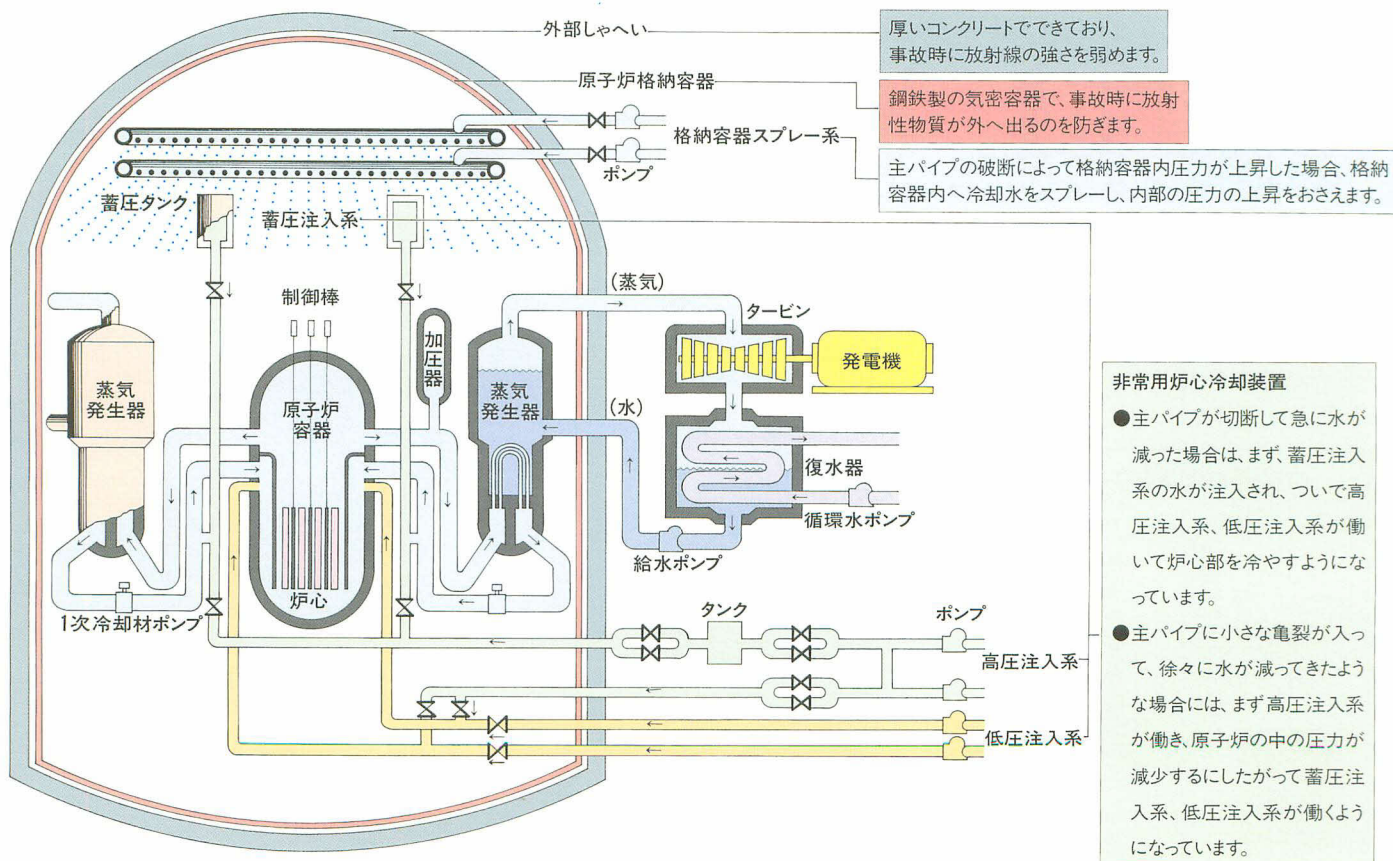 外部しゃへい
厚いコンクリートでできており、
事故時に放射線の強さを弱めます。
原子炉格納容器
鋼鉄製の気密容器で、事故時に放射
性物質が外へ出るのを防ぎます。
格納容器スプレー系
ポンプ
主パイプの破断によって格納容器内圧力が上昇した場合、格納
容器内へ冷却水をスプレーし、内部の圧力の上昇をおさえます。
蓄圧タンク
蓄圧注入系
制御棒
加圧器
(蒸気)
タービン
発電機
蒸気
発生器
原子炉
容器
蒸気
発生器
(水)
復水器
循環水ポンプ
給水ポンプ
炉心
1次冷却材ポンプ
タンク
ポンプ
高圧注入系
低圧注入系
非常用炉心冷却装置
●主パイプが切断して急に水が
減った場合は、まず、蓄圧注入
系の水が注入され、ついで高
圧注入系、低圧注入系が働
いて炉心部を冷やすようにな
っています。
●主パイプに小さな亀裂が入っ
て、徐々に水が減ってきたよう
な場合には、まず高圧注入系
が働き、原子炉の中の圧力が
減少するにしたがって蓄圧注
入系、低圧注入系が働くよう
になっています。